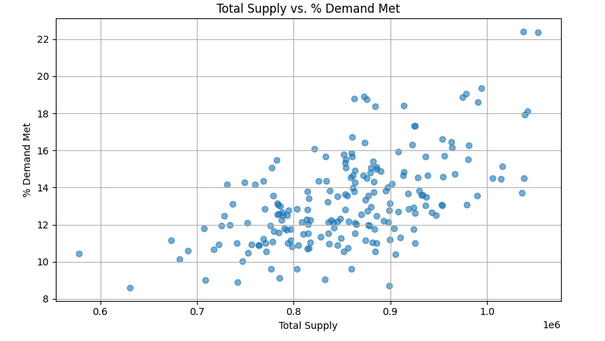 Total Supply vs. % Demand Met
% Demand Met
22
20
18
16
14
12
10
8
0.6 0.7 0.8 0.9 1.0
1e6
Total Supply